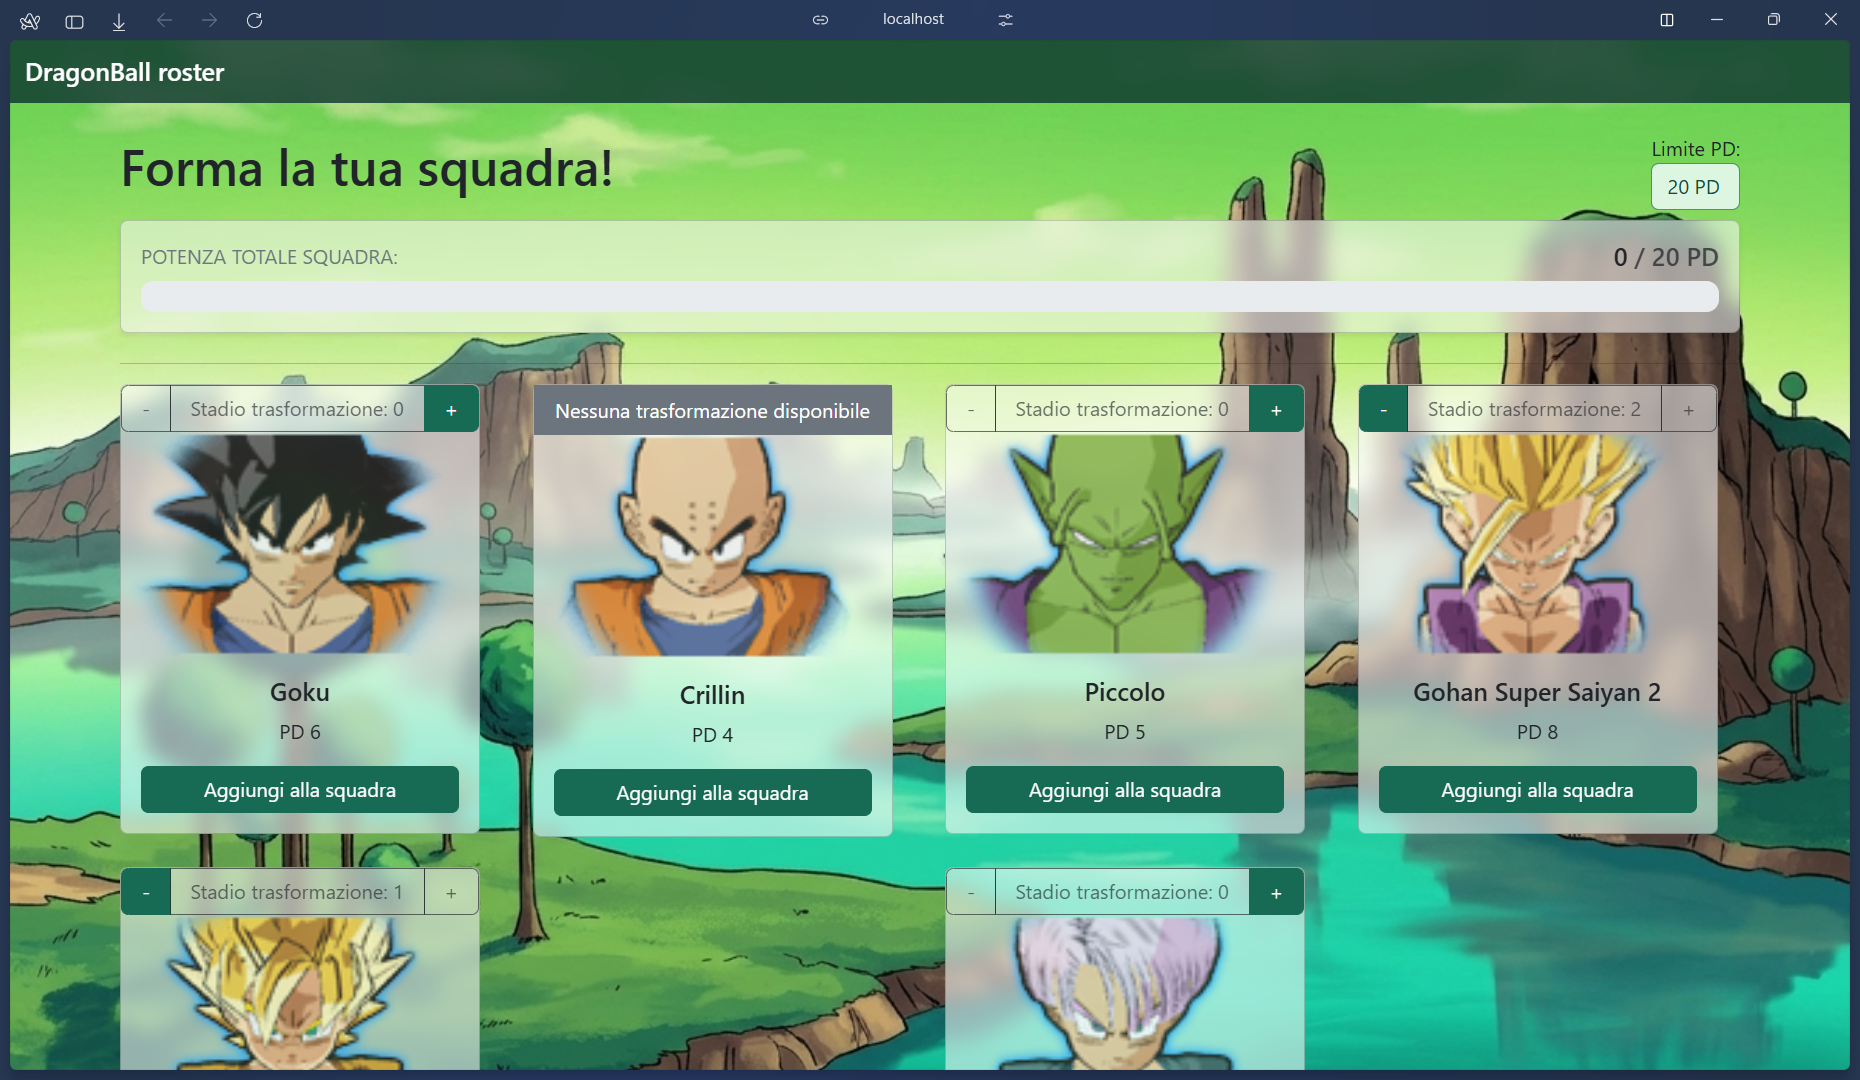 localhost
DragonBall roster
Forma la tua squadra!
Limite PD:
20 PD
POTENZA TOTALE SQUADRA:
0 / 20 PD
- Stadio trasformazione: 0 +
Nessuna trasformazione disponibile
- Stadio trasformazione: 0 +
- Stadio trasformazione: 2 +
Goku
PD 6
Aggiungi alla squadra
Crillin
PD 4
Aggiungi alla squadra
Piccolo
PD 5
Aggiungi alla squadra
Gohan Super Saiyan 2
PD 8
Aggiungi alla squadra
- Stadio trasformazione: 1 +
- Stadio trasformazione: 0 +